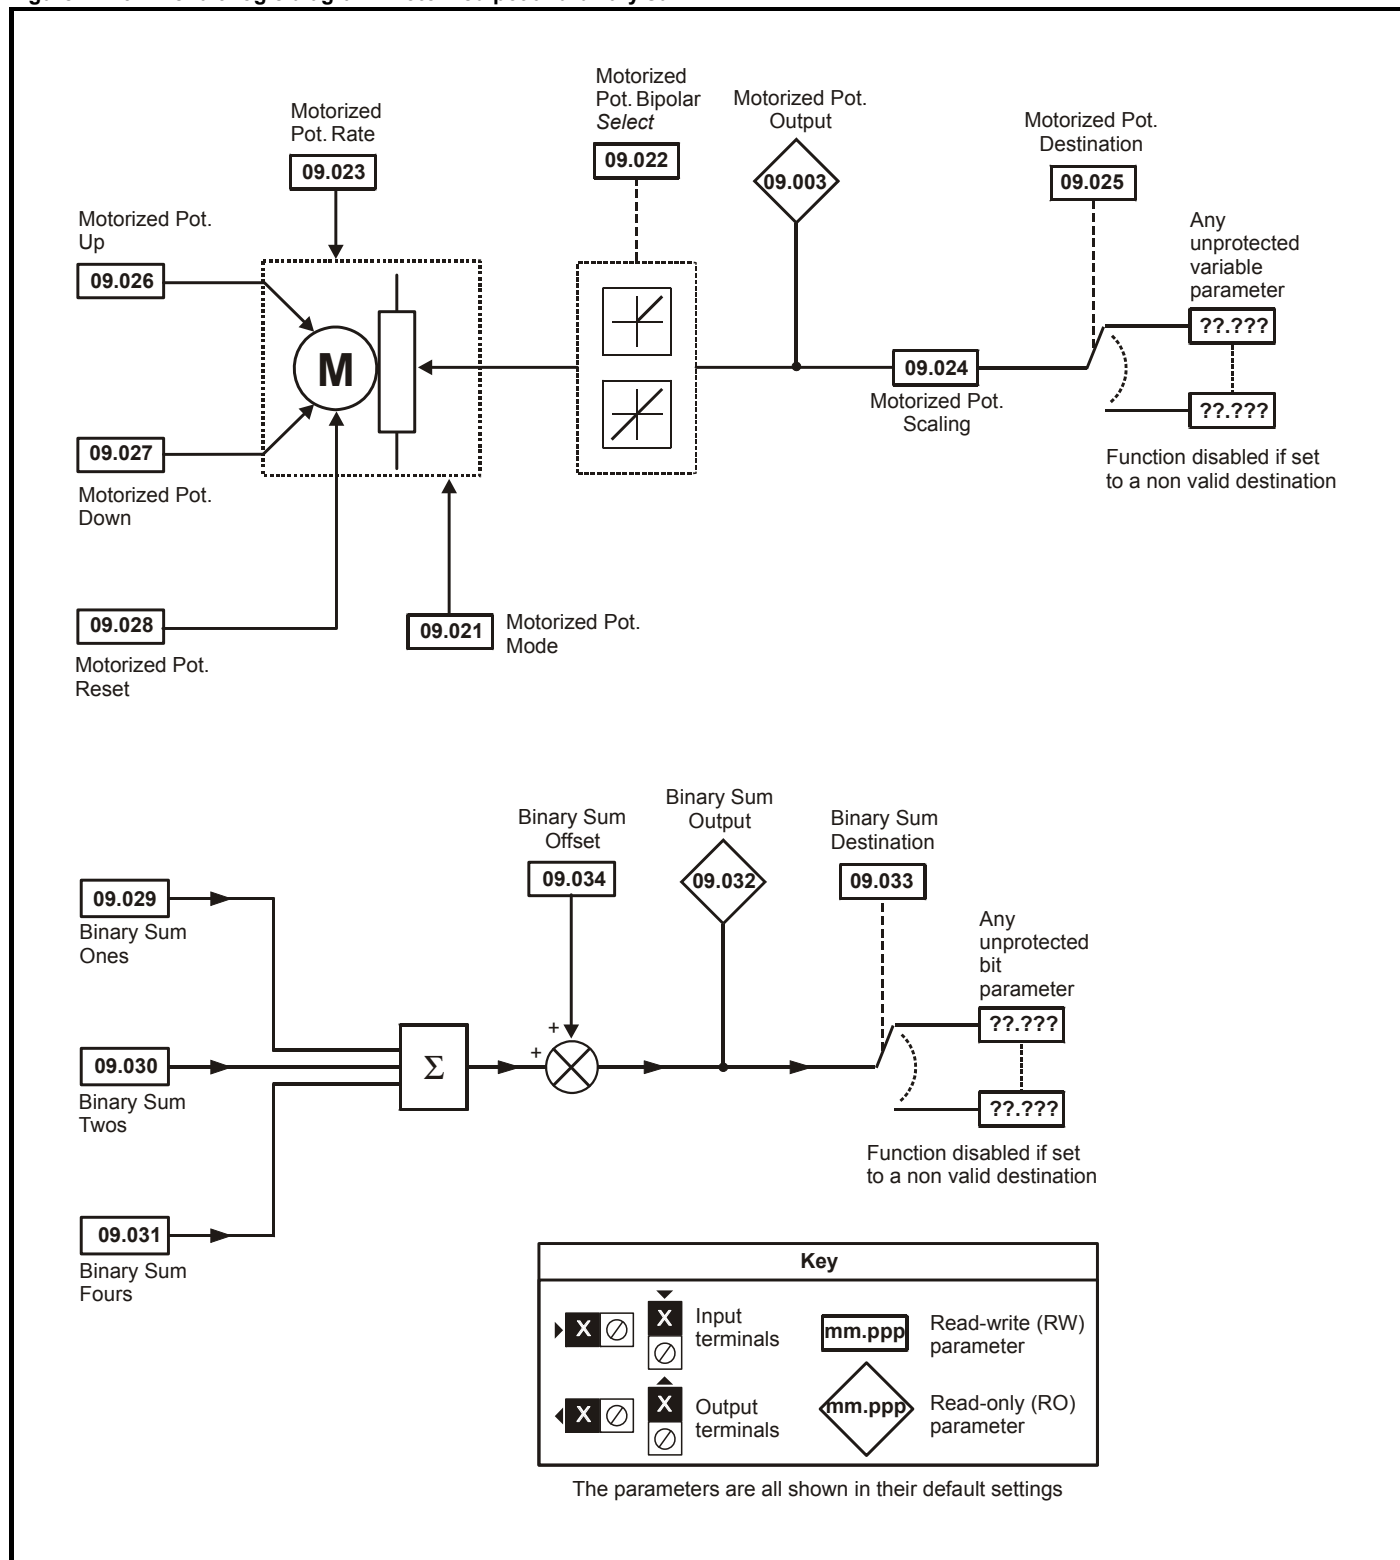 Motorized
Pot. Rate
09.023
Motorized
Pot. Bipolar
Select
09.022
Motorized Pot.
Output
09.003
Motorized Pot.
Destination
09.025
Motorized Pot.
Up
09.026
M
09.027
Motorized Pot.
Down
09.028
Motorized Pot.
Reset
09.021
Motorized Pot.
Mode
09.024
Motorized Pot.
Scaling
Any
unprotected
variable
parameter
??.???
??.???
Function disabled if set
to a non valid destination
Binary Sum
Offset
09.034
Binary Sum
Output
09.032
Binary Sum
Destination
09.033
09.029
Binary Sum
Ones
09.030
Binary Sum
Twos
09.031
Binary Sum
Fours
Σ
+
+
Any
unprotected
bit
parameter
??.???
??.???
Function disabled if set
to a non valid destination
Key
X
X
Input
terminals
mm.ppp
Read-write (RW)
parameter
X
X
Output
terminals
mm.ppp
Read-only (RO)
parameter
The parameters are all shown in their default settings